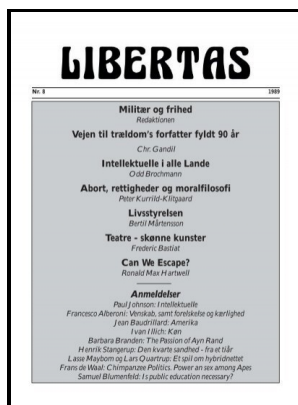 LIBERTAS
Nr. 8 1989
Militær og frihed
Redaktionen
Vejen til trældom's forfatter fyldt 90 år
Chr. Gandil
Intellektuelle i alle Lande
Odd Brochmann
Abort, rettigheder og moralfilosofi
Peter Kurrild-Klitgaard
Livsstyrelsen
Bertil Mårtensson
Teatre - skønne kunster
Frederic Bastiat
Can We Escape?
Ronald Max Hartwell
Anmeldelser
Paul Johnson: Intellektuelle
Francesco Alberoni: Venskab, samt forelskelse og kærlighed
Jean Baudrillard: Amerika
Ivan Illich: Køn
Barbara Branden: The Passion of Ayn Rand
Henrik Stangerup: Den kvarte sandhed - fra et tiår
Lasse Maybom og Lars Quartrup: Et spil om hybridnettet
Frans de Waal: Chimpanzee Politics. Power an sex among Apes
Samuel Blumenfeld: Is public education necessary?